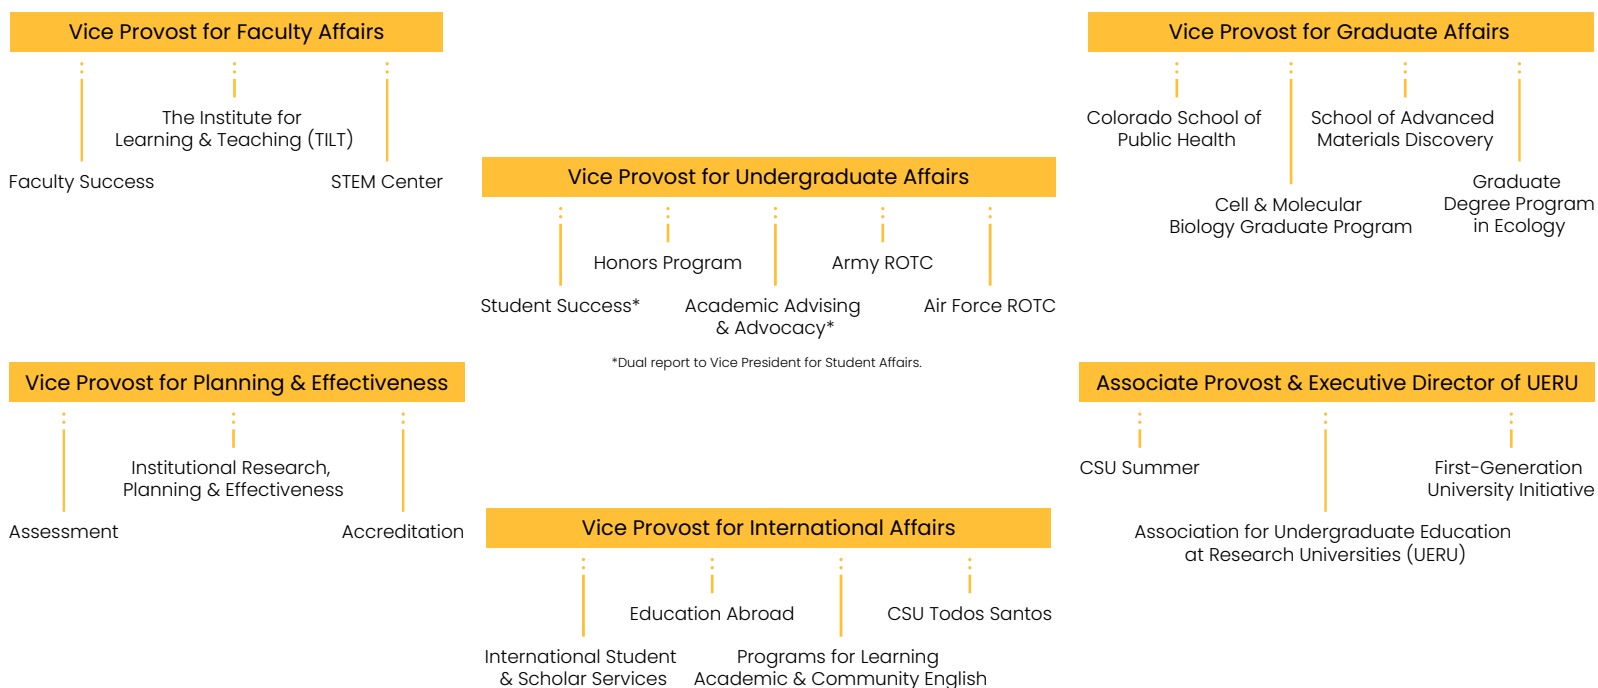 Vice Provost for Faculty Affairs
The Institute for
Learning & Teaching (TILT)
Faculty Success
STEM Center
Vice Provost for Graduate Affairs
Colorado School of
Public Health
School of Advanced
Materials Discovery
Cell & Molecular
Biology Graduate Program
Graduate
Degree Program
in Ecology
Vice Provost for Undergraduate Affairs
Honors Program
Army ROTC
Student Success*
Academic Advising
& Advocacy*
Air Force ROTC
*Dual report to Vice President for Student Affairs.
Vice Provost for Planning & Effectiveness
Institutional Research,
Planning & Effectiveness
Assessment
Accreditation
Associate Provost & Executive Director of UERU
CSU Summer
First-Generation
University Initiative
Association for Undergraduate Education
at Research Universities (UERU)
Vice Provost for International Affairs
Education Abroad
CSU Todos Santos
International Student
& Scholar Services
Programs for Learning
Academic & Community English